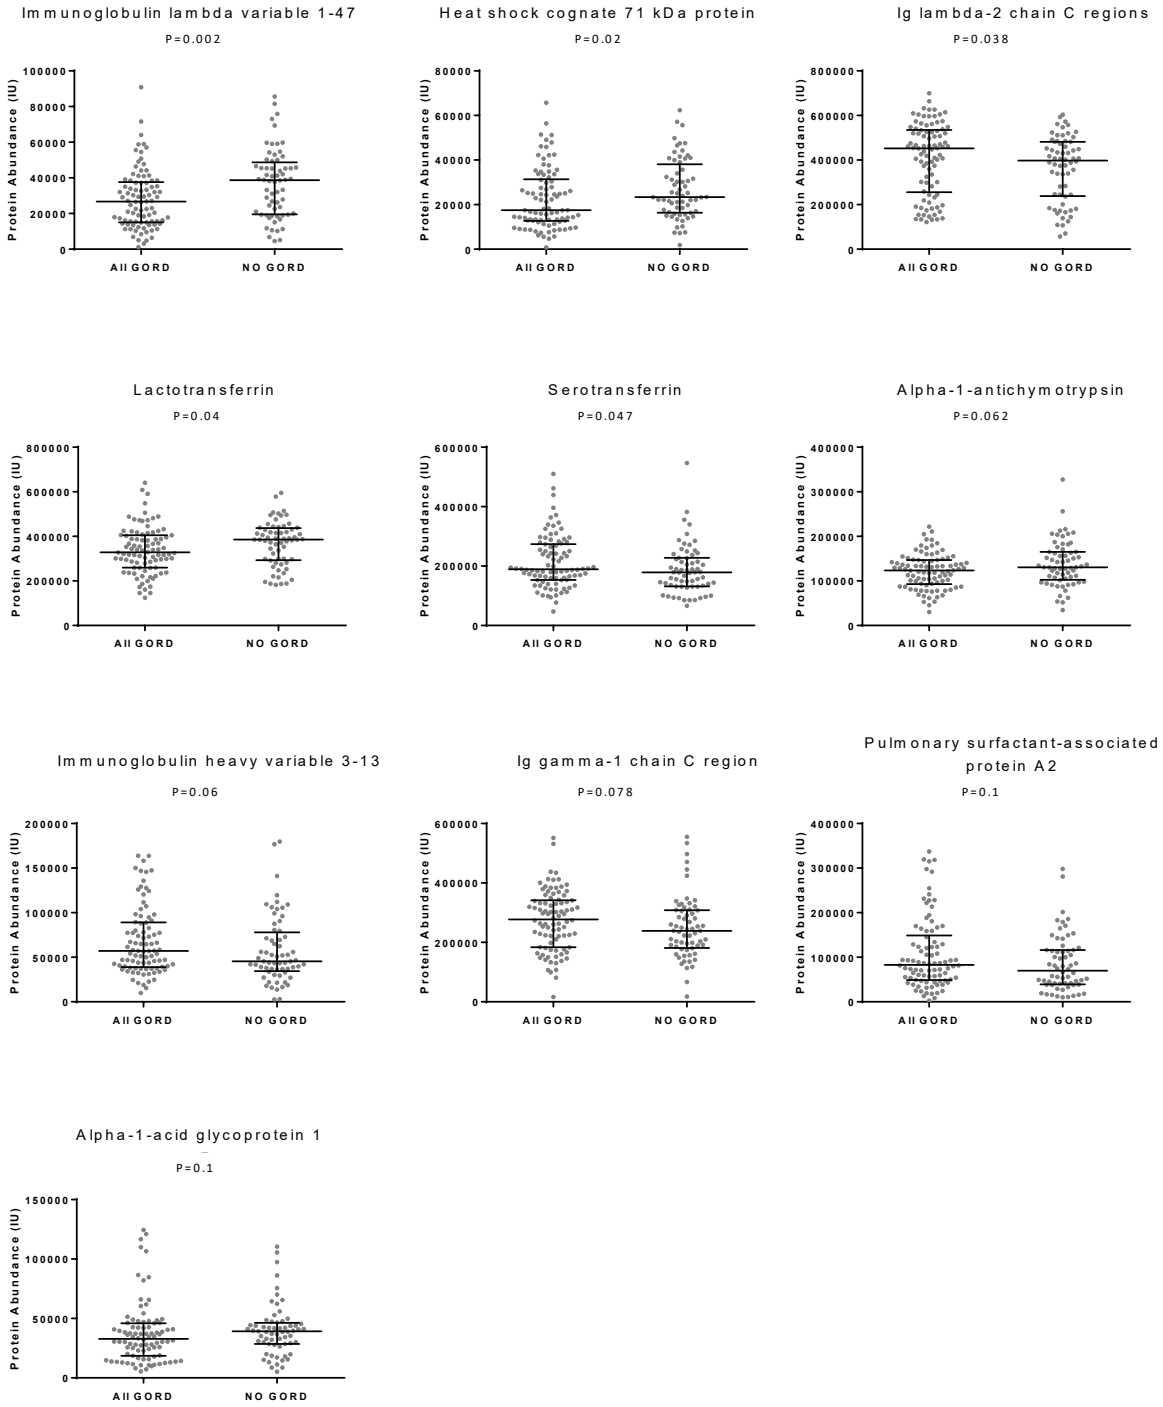 Immunoglobulin lambda variable 1-47
P=0.002
Protein Abundance (IU)
100000
80000
60000
40000
20000
0
All GORD
NO GORD
Heat shock cognate 71 kDa protein
P=0.02
Protein Abundance (IU)
80000
60000
40000
20000
0
All GORD
NO GORD
Ig lambda-2 chain C regions
P=0.038
Protein Abundance (IU)
800000
600000
400000
200000
0
All GORD
NO GORD
Lactotransferrin
P=0.04
Protein Abundance (IU)
800000
600000
400000
200000
0
All GORD
NO GORD
Serotransferrin
P=0.047
Protein Abundance (IU)
600000
400000
200000
0
All GORD
NO GORD
Alpha-1-antichymotrypsin
P=0.062
Protein Abundance (IU)
400000
300000
200000
100000
0
All GORD
NO GORD
Immunoglobulin heavy variable 3-13
P=0.06
Protein Abundance (IU)
200000
150000
100000
50000
0
All GORD
NO GORD
Ig gamma-1 chain C region
P=0.078
Protein Abundance (IU)
600000
400000
200000
0
All GORD
NO GORD
Pulmonary surfactant-associated
protein A2
P=0.1
Protein Abundance (IU)
400000
300000
200000
100000
0
All GORD
NO GORD
Alpha-1-acid glycoprotein 1
P=0.1
Protein Abundance (IU)
150000
100000
50000
0
All GORD
NO GORD